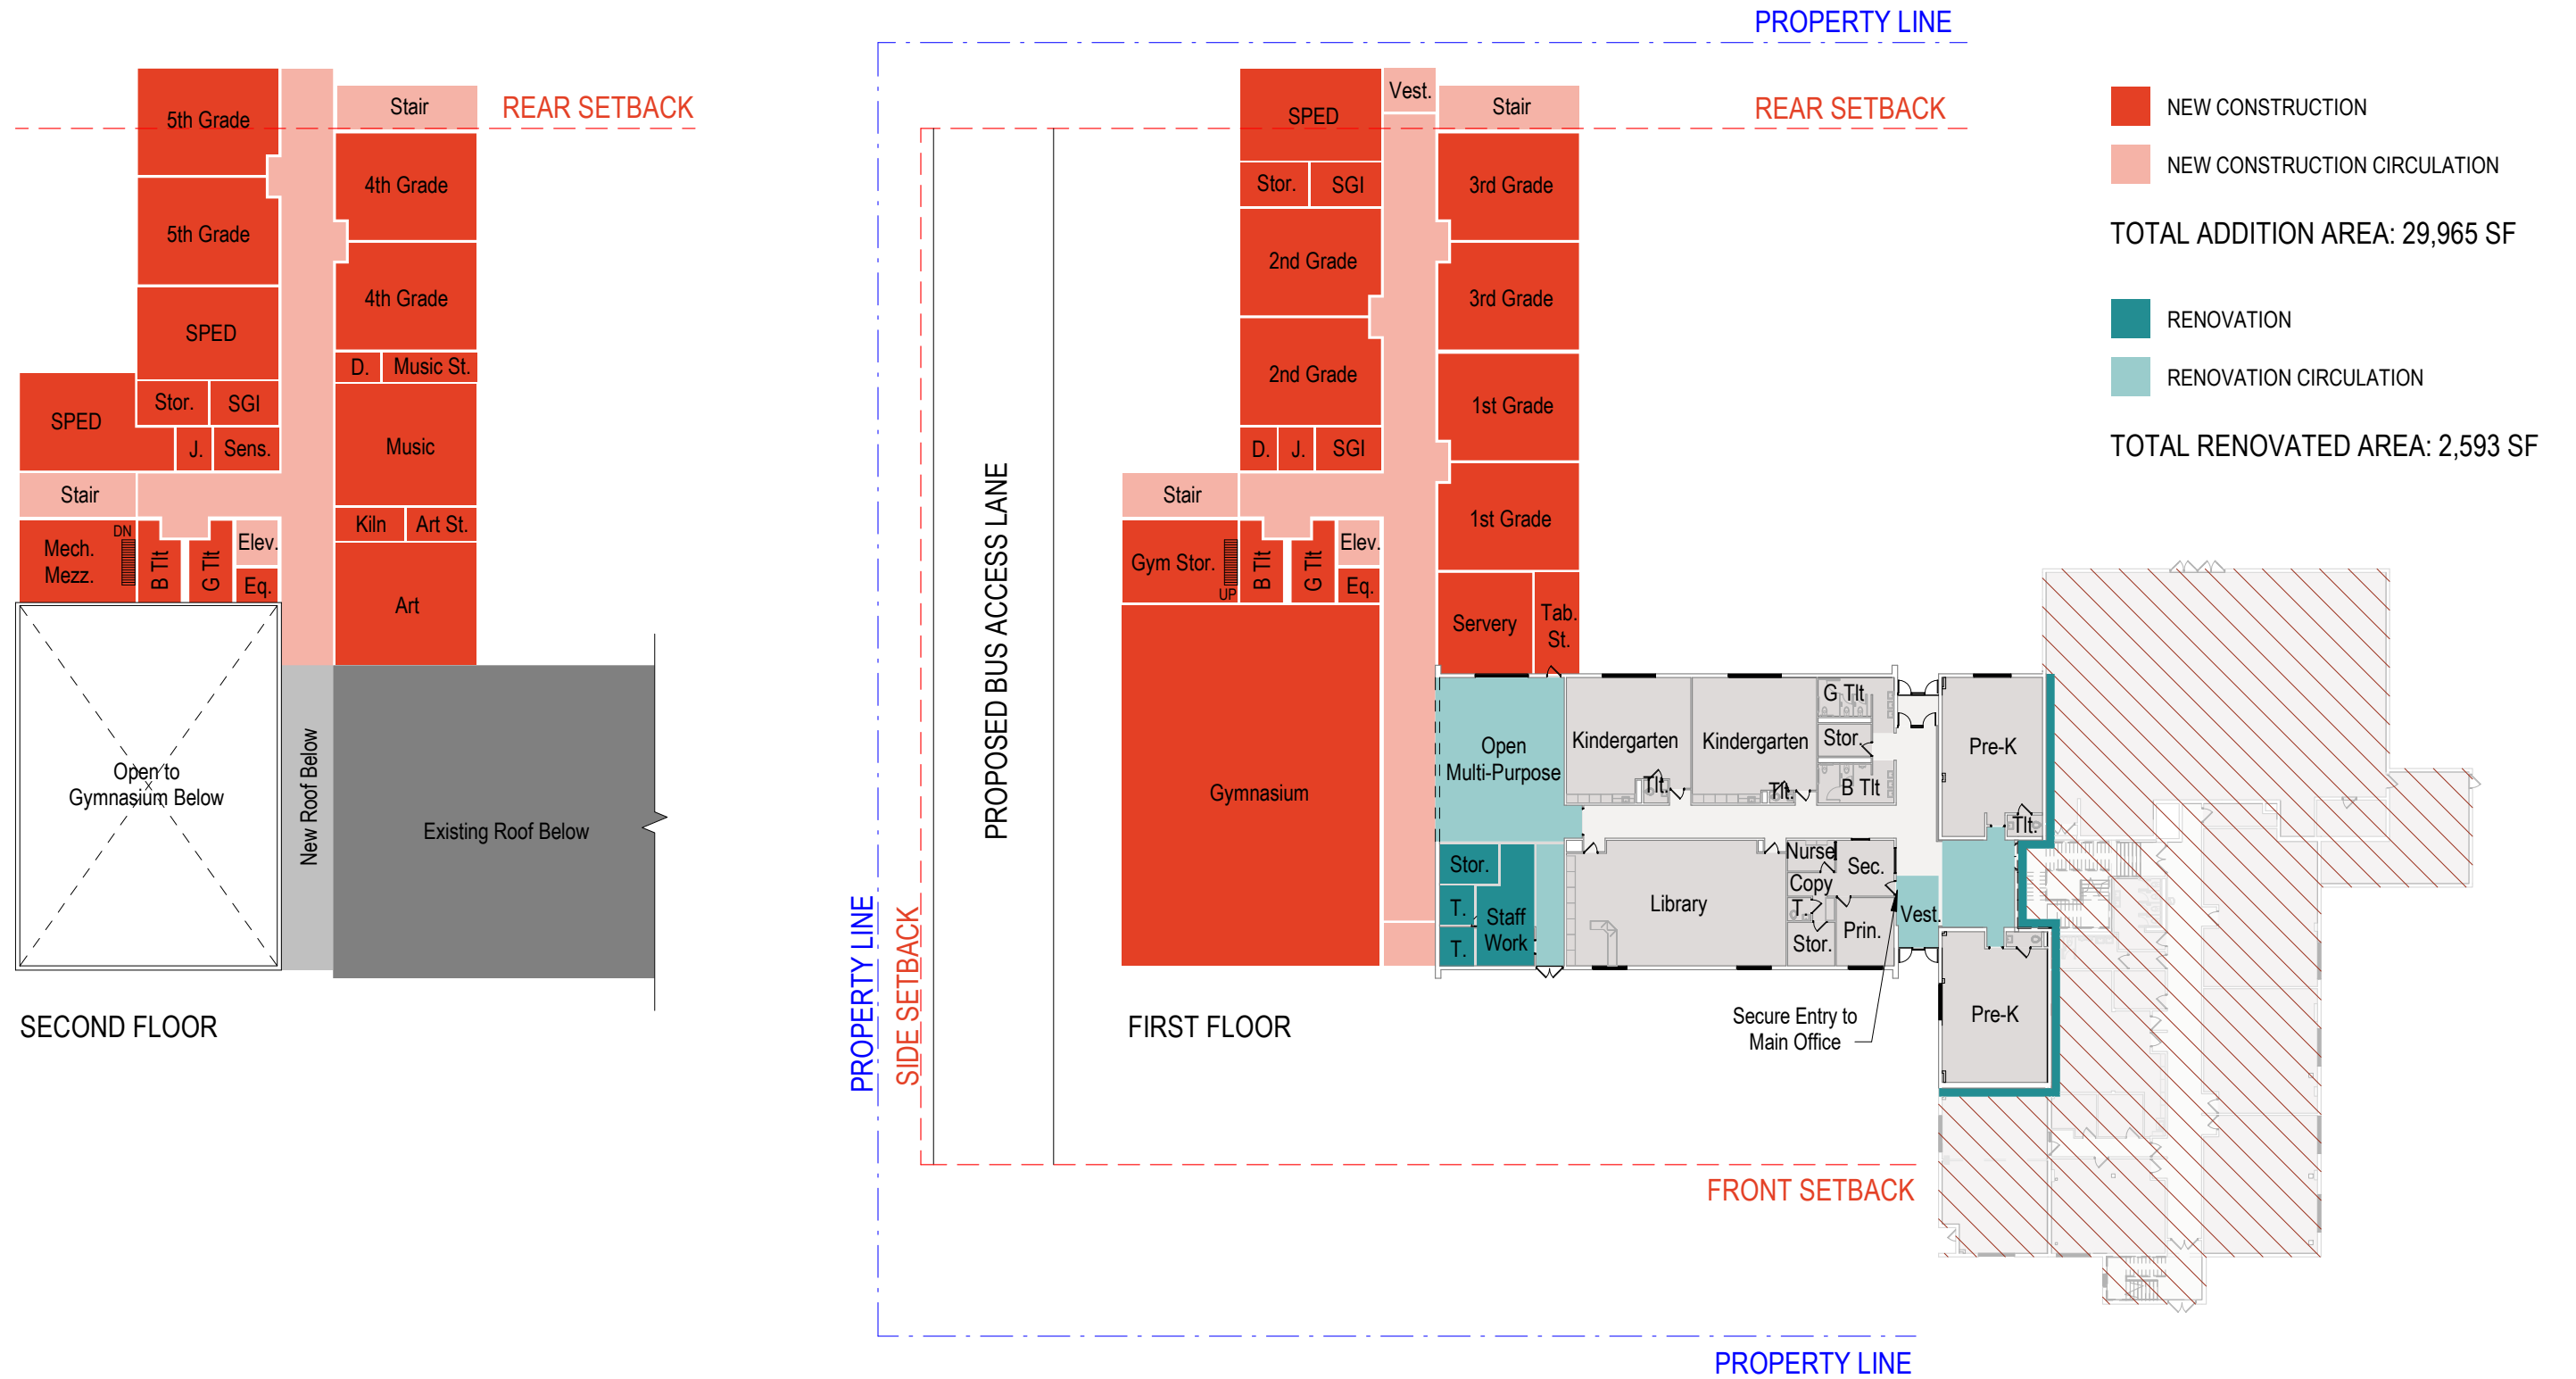 PROPERTY LINE
REAR SETBACK
5th Grade
Stair
5th Grade
4th Grade
4th Grade
SPED
D.
Music St.
SPED
Stor.
SGI
J.
Sens.
Music
Stair
Kiln
Art St.
Mech.
Mezz.
DN
B Tlt
G Tlt
Elev.
Eq.
Art
Open to
Gymnasium Below
New Roof Below
Existing Roof Below
SECOND FLOOR
PROPERTY LINE
SIDE SETBACK
PROPOSED BUS ACCESS LANE
REAR SETBACK
SPED
Vest.
Stair
Stor.
SGI
3rd Grade
2nd Grade
3rd Grade
2nd Grade
1st Grade
D.
J.
SGI
Stair
1st Grade
Gym Stor.
UP
B Tlt
G Tlt
Elev.
Eq.
Servery
Tab.
St.
Gymnasium
Open
Multi-Purpose
Kindergarten
Tlt.
Kindergarten
Tlt.
G Tlt
Stor.
B Tlt
Pre-K
Tlt.
Stor.
T.
T.
Staff
Work
Library
Nurse
Sec.
Copy
T.
Stor.
Prin.
Vest.
Pre-K
Secure Entry to
Main Office
FIRST FLOOR
FRONT SETBACK
PROPERTY LINE
NEW CONSTRUCTION
NEW CONSTRUCTION CIRCULATION
TOTAL ADDITION AREA: 29,965 SF
RENOVATION
RENOVATION CIRCULATION
TOTAL RENOVATED AREA: 2,593 SF